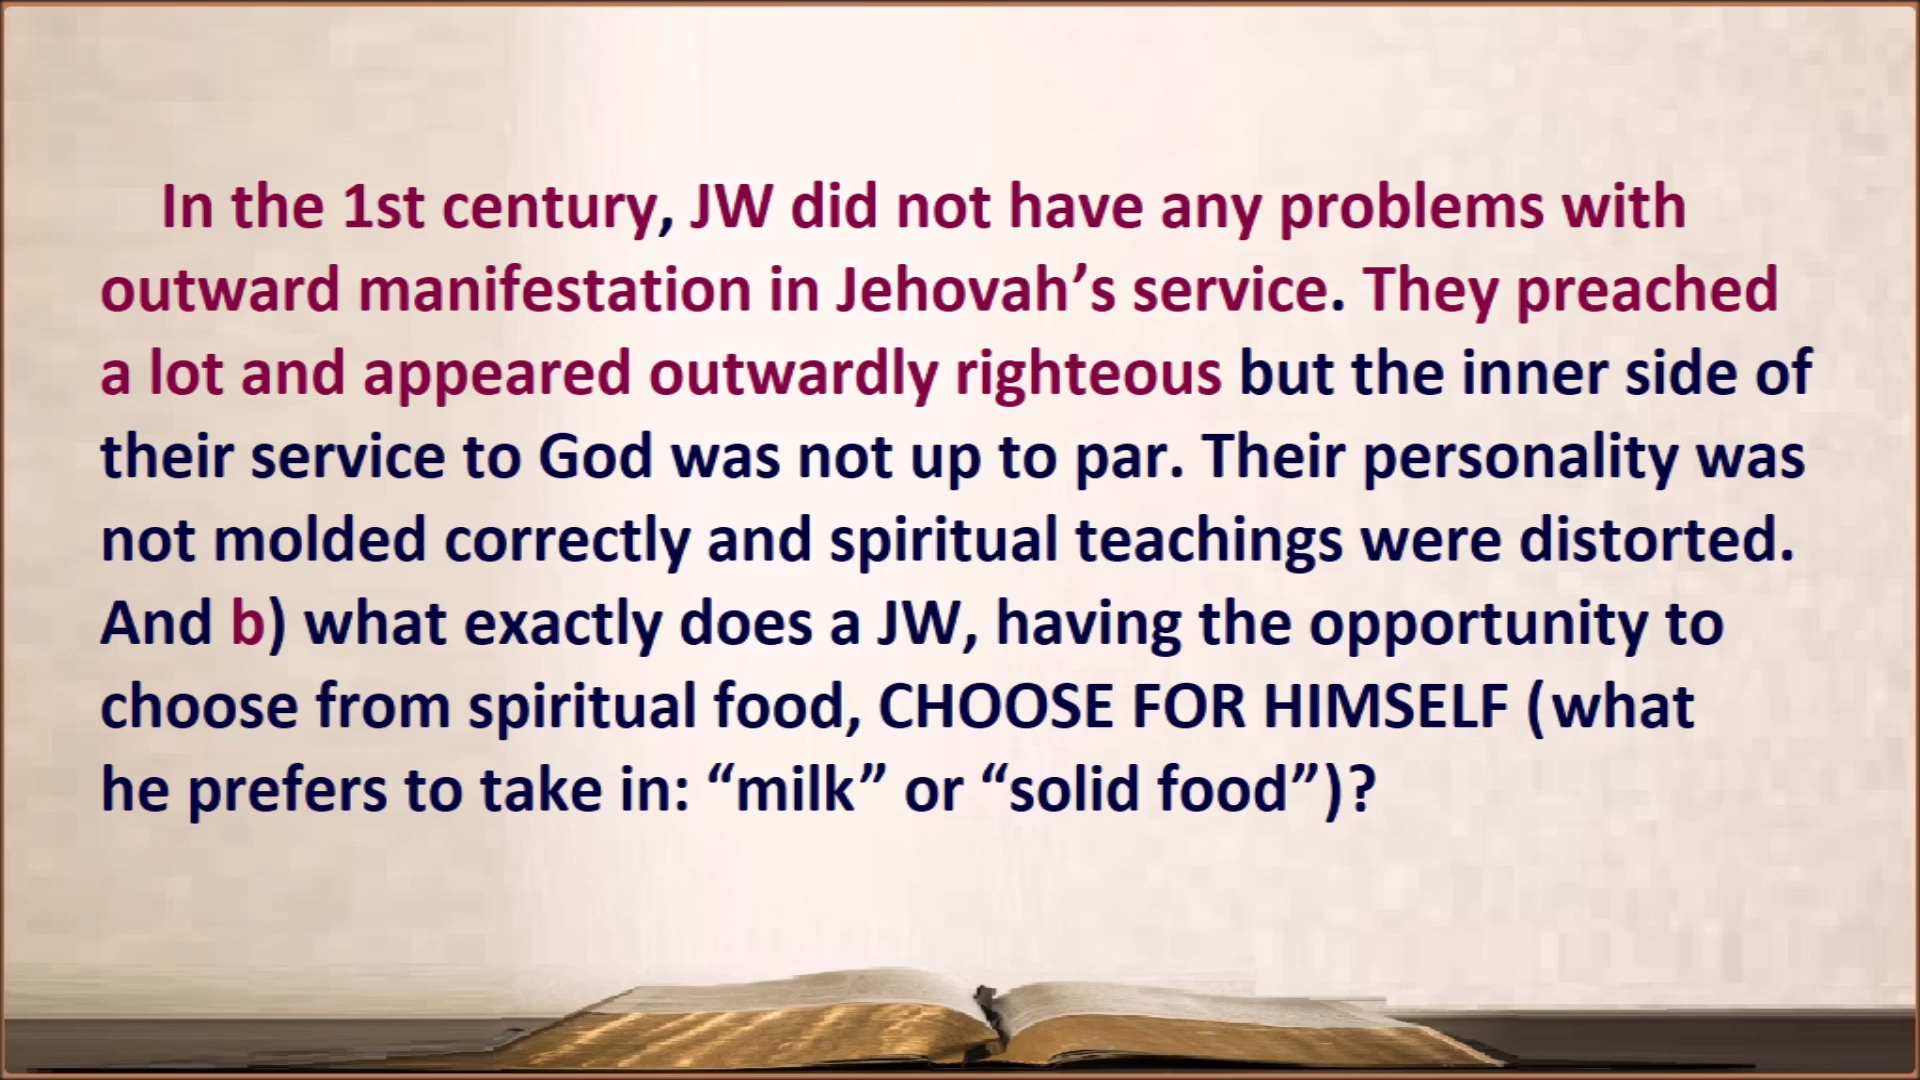 In the 1st century, JW did not have any problems with
outward manifestation in Jehovah’s service. They preached
a lot and appeared outwardly righteous but the inner side of
their service to God was not up to par. Their personality was
not molded correctly and spiritual teachings were distorted.
And b) what exactly does a JW, having the opportunity to
choose from spiritual food, CHOOSE FOR HIMSELF (what
he prefers to take in: “milk” or “solid food”)?